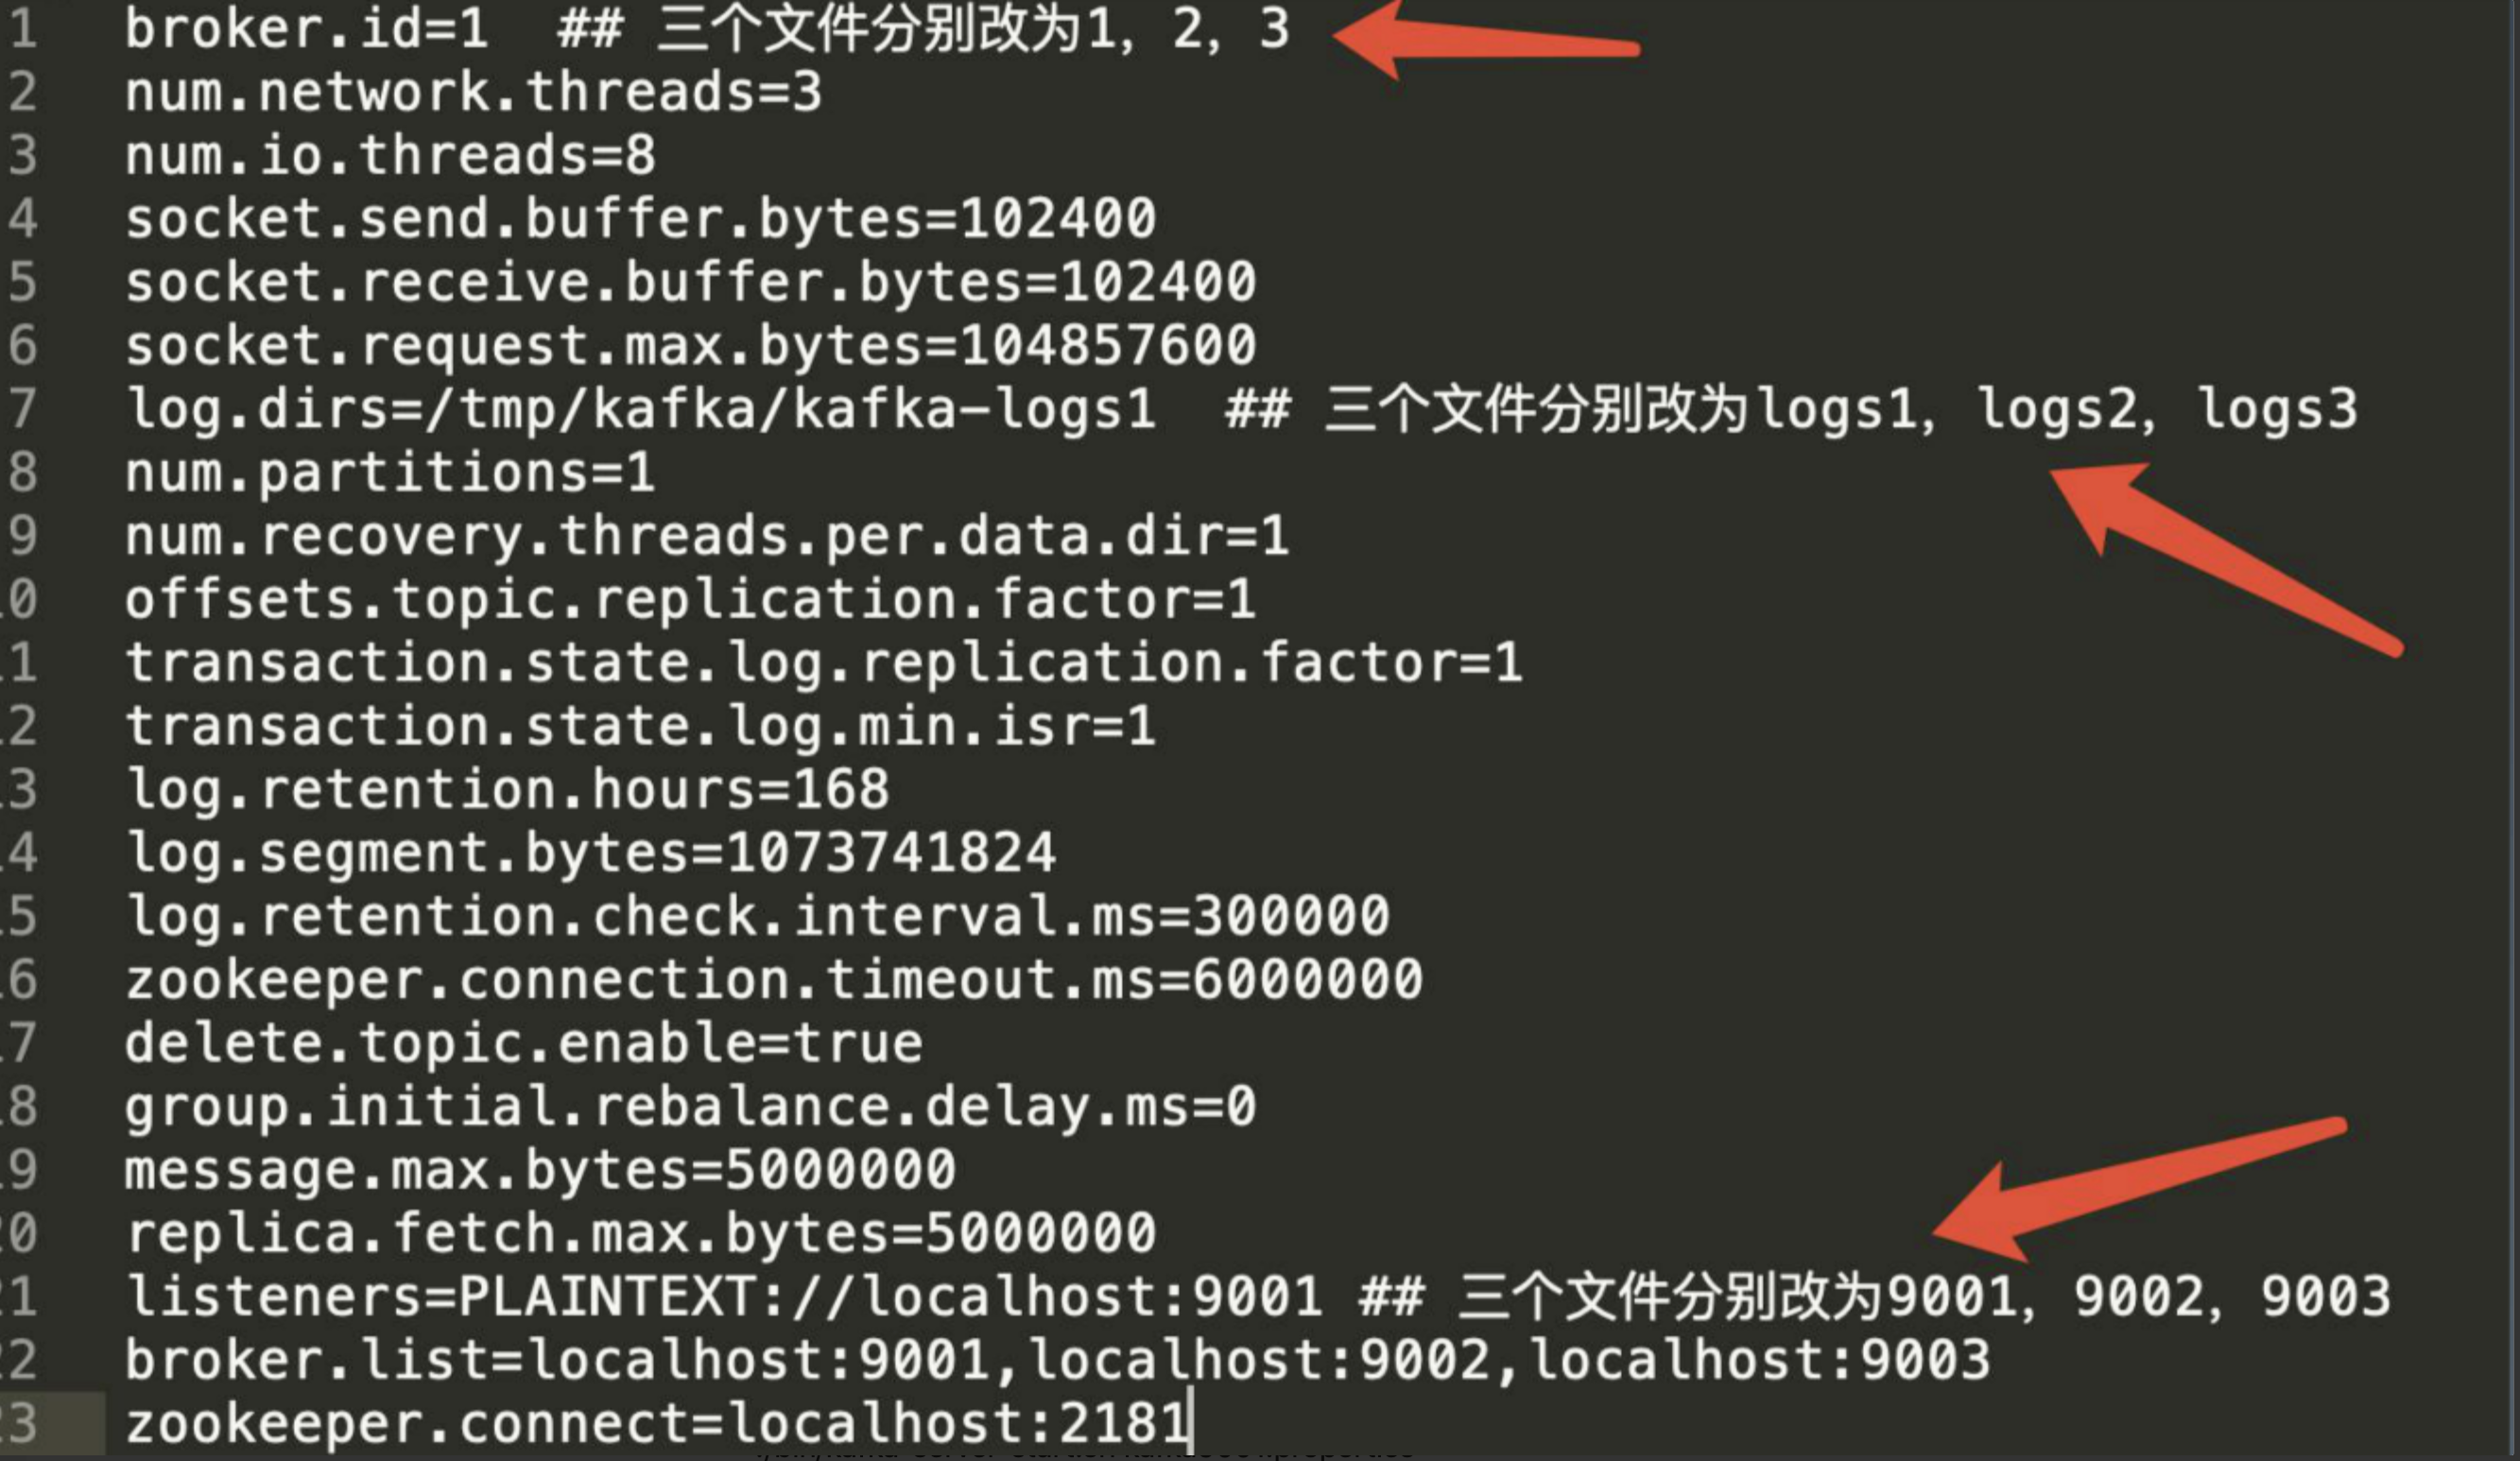 1 broker.id=1  ## 三个文件分别改为1, 2, 3
2 num.network.threads=3
3 num.io.threads=8
4 socket.send.buffer.bytes=102400
5 socket.receive.buffer.bytes=102400
6 socket.request.max.bytes=104857600
7 log.dirs=/tmp/kafka/kafka-logs1  ## 三个文件分别改为logs1, logs2, logs3
8 num.partitions=1
9 num.recovery.threads.per.data.dir=1
10 offsets.topic.replication.factor=1
11 transaction.state.log.replication.factor=1
12 transaction.state.log.min.isr=1
13 log.retention.hours=168
14 log.segment.bytes=1073741824
15 log.retention.check.interval.ms=300000
16 zookeeper.connection.timeout.ms=6000000
17 delete.topic.enable=true
18 group.initial.rebalance.delay.ms=0
19 message.max.bytes=5000000
20 replica.fetch.max.bytes=5000000
21 listeners=PLAINTEXT://localhost:9001 ## 三个文件分别改为9001, 9002, 9003
22 broker.list=localhost:9001,localhost:9002,localhost:9003
23 zookeeper.connect=localhost:2181